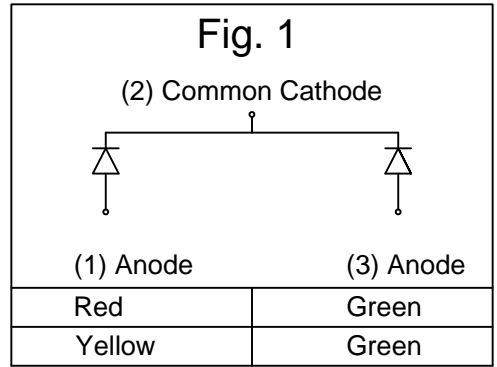 Fig. 1
(2) Common Cathode
(1) Anode (3) Anode
Red Green
Yellow Green